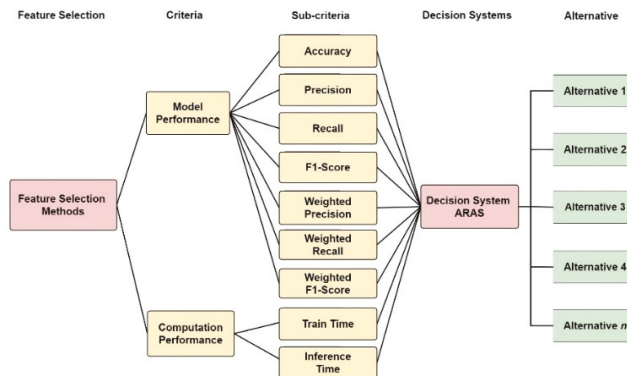 Feature Selection
Criteria
Sub-criteria
Decision Systems
Alternative
Feature Selection
Methods
Model
Performance
Computation
Performance
Accuracy
Precision
Recall
F1-Score
Weighted
Precision
Weighted
Recall
Weighted
F1-Score
Train Time
Inference
Time
Decision System
ARAS
Alternative 1
Alternative 2
Alternative 3
Alternative 4
Alternative n